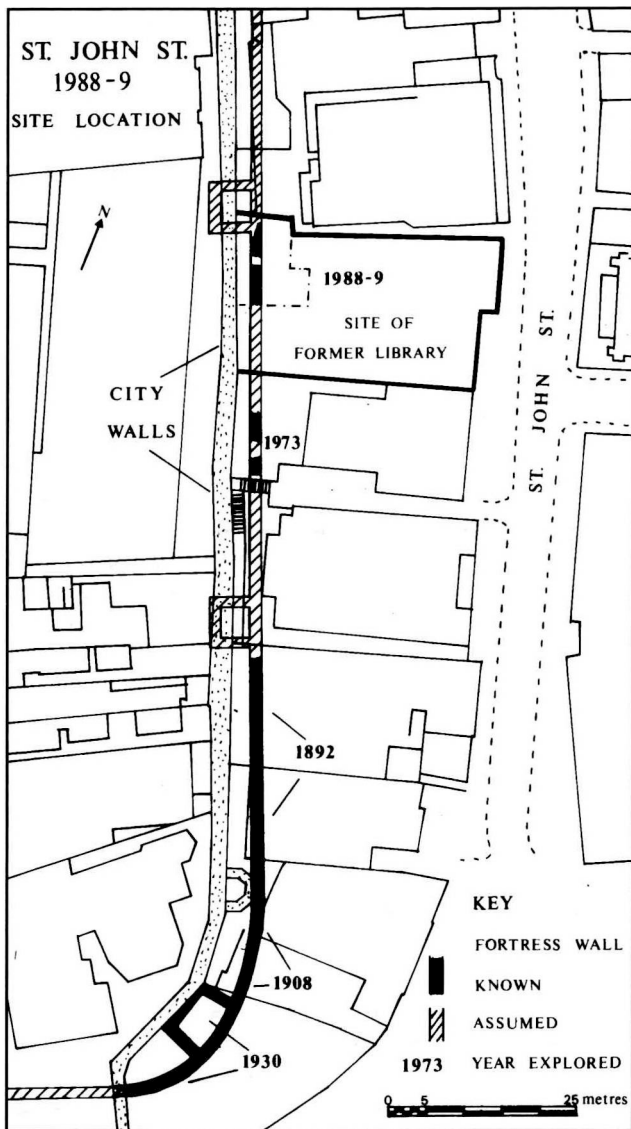 ST. JOHN ST.
1988-9
SITE LOCATION
N
1988-9
SITE OF
FORMER LIBRARY
CITY
WALLS
1973
ST. JOHN ST.
1892
1908
1930
KEY
FORTRESS WALL
KNOWN
ASSUMED
1973 YEAR EXPLORED
0 5 25 metres